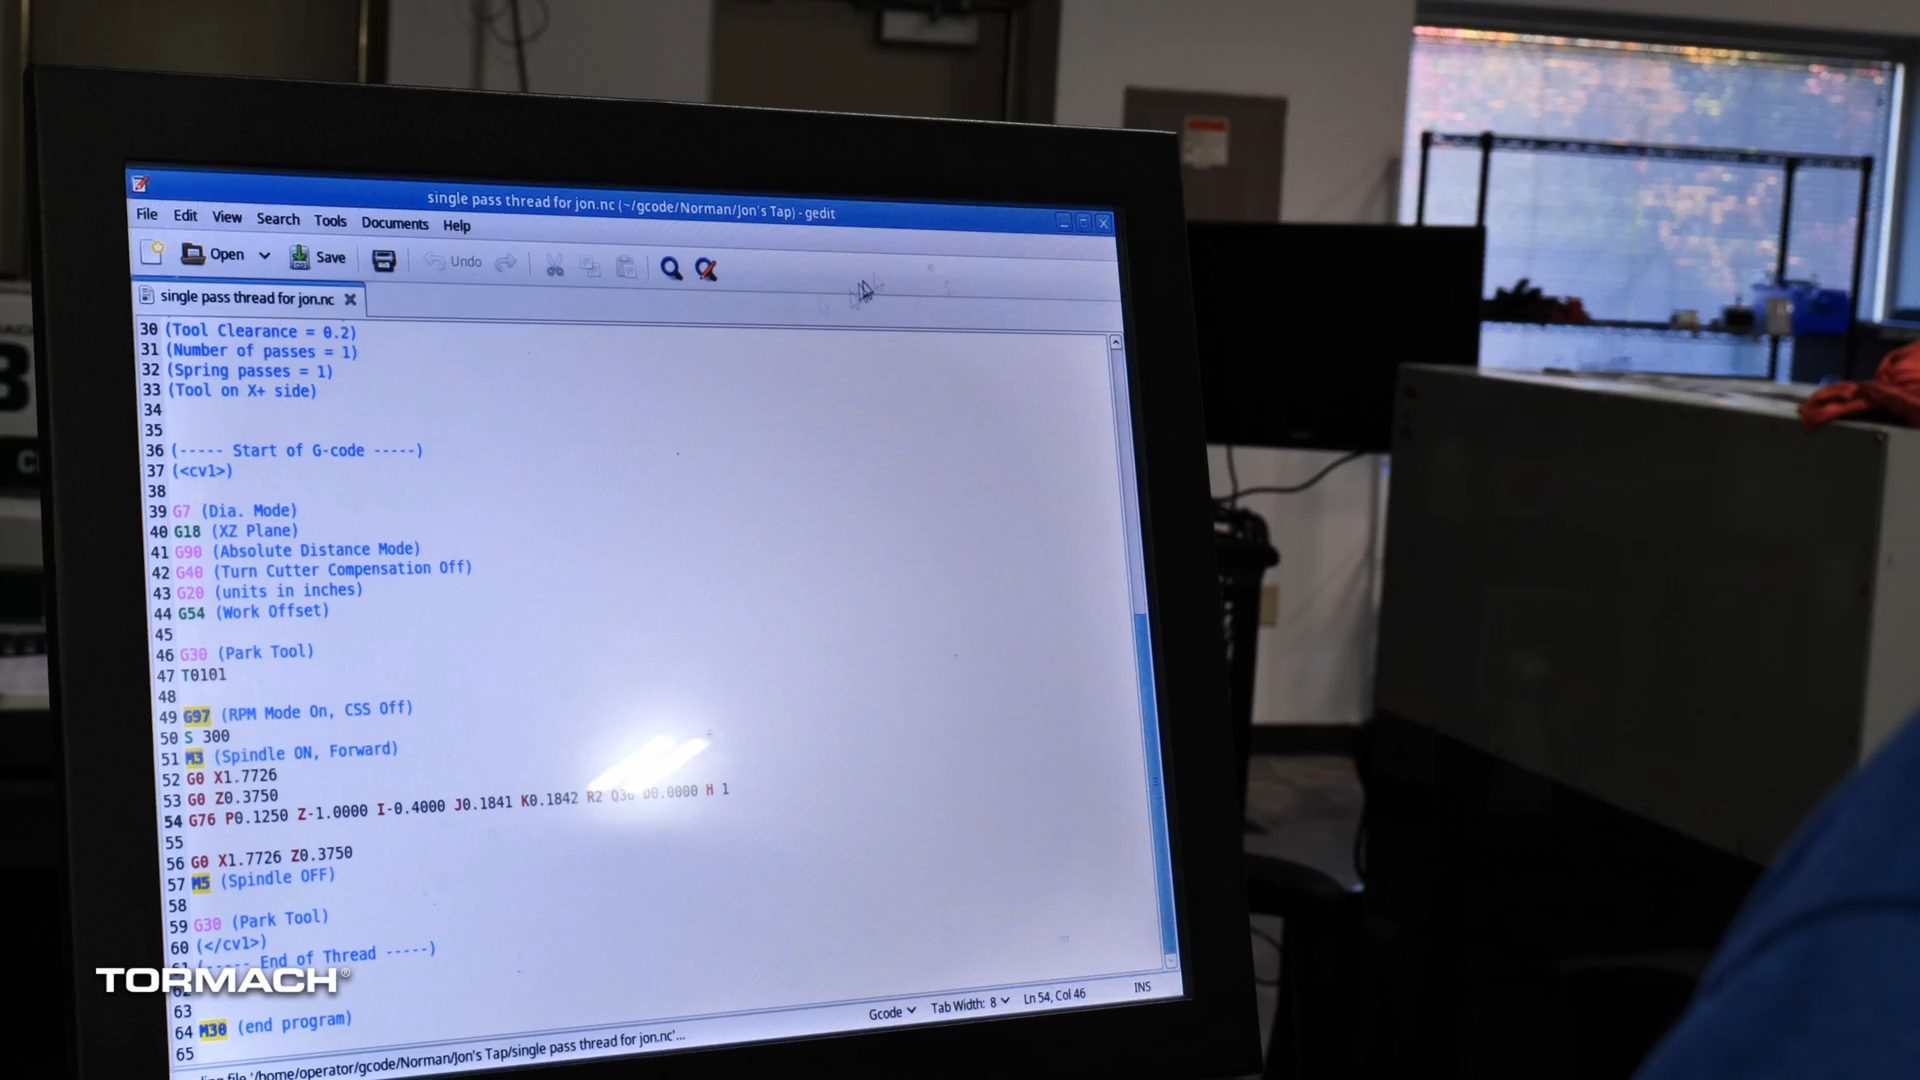 single pass thread for jon.nc (~/gcode/Norman/Jon's Tap) - gedit
File Edit View Search Tools Documents Help
Open Save Undo
single pass thread for jon.nc
30 (Tool Clearance = 0.2)
31 (Number of passes = 1)
32 (Spring passes = 1)
33 (Tool on X+ side)
34
35
36 (----- Start of G-code -----)
37 (<cv1>)
38
39 G7 (Dia. Mode)
40 G18 (XZ Plane)
41 G90 (Absolute Distance Mode)
42 G40 (Turn Cutter Compensation Off)
43 G20 (units in inches)
44 G54 (Work Offset)
45
46 G30 (Park Tool)
47 T0101
48
49 G97 (RPM Mode On, CSS Off)
50 S 300
51 M3 (Spindle ON, Forward)
52 G0 X1.7726
53 G0 Z0.3750
54 G76 P0.1250 Z-1.0000 I-0.4000 J0.1841 K0.1842 R2 H 1
55
56 G0 X1.7726 Z0.3750
57 M5 (Spindle OFF)
58
59 G30 (Park Tool)
60 (</cv1>)
61 (----- End of Thread -----)
62
63
64 M30 (end program)
65
Gcode Tab Width: 8 Ln 54, Col 46 INS
file '/home/operator/gcode/Norman/Jon's Tap/single pass thread for jon.nc'...
TORMACH®